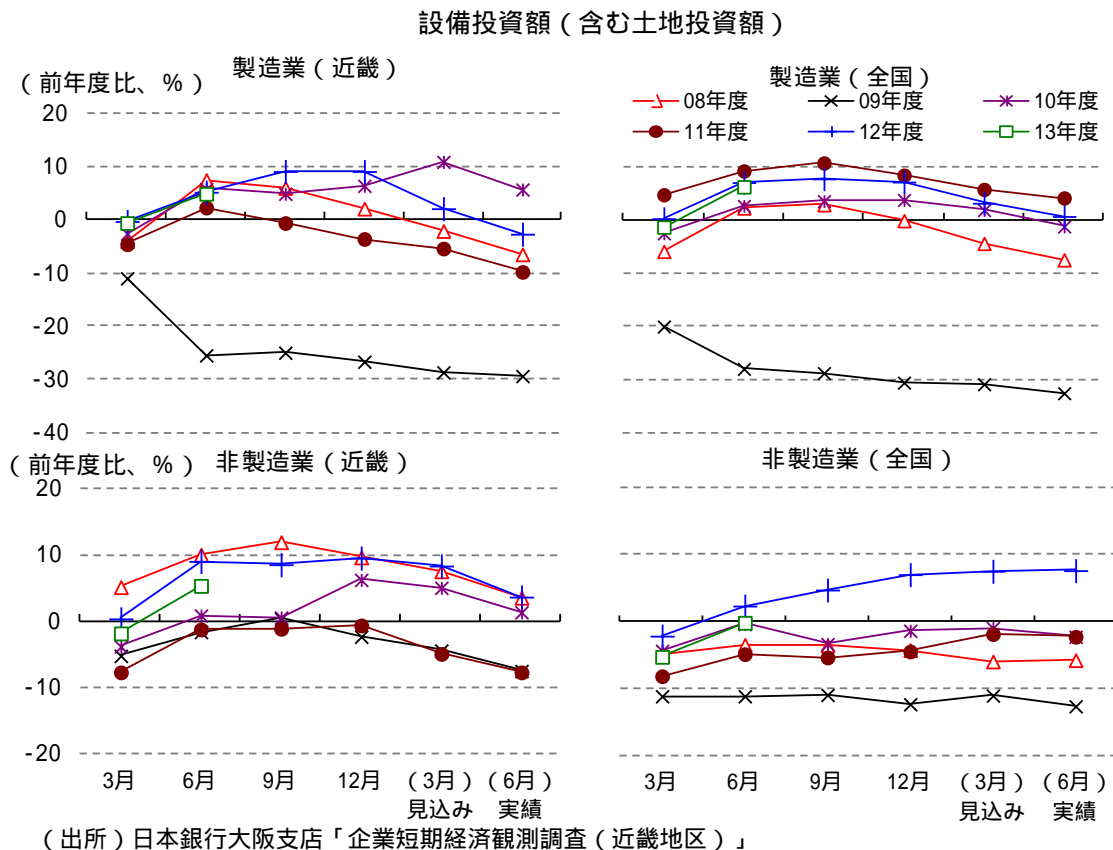 設備投資額（含む土地投資額）
（前年度比、％）
製造業（近畿）
20
10
0
-10
-20
-30
-40
製造業（全国）
08年度 09年度 10年度
11年度 12年度 13年度
（前年度比、％）
非製造業（近畿）
20
10
0
-10
-20
3月 6月 9月 12月 （3月）見込み （6月）実績
非製造業（全国）
3月 6月 9月 12月 （3月）見込み （6月）実績
（出所）日本銀行大阪支店「企業短期経済観測調査（近畿地区）」